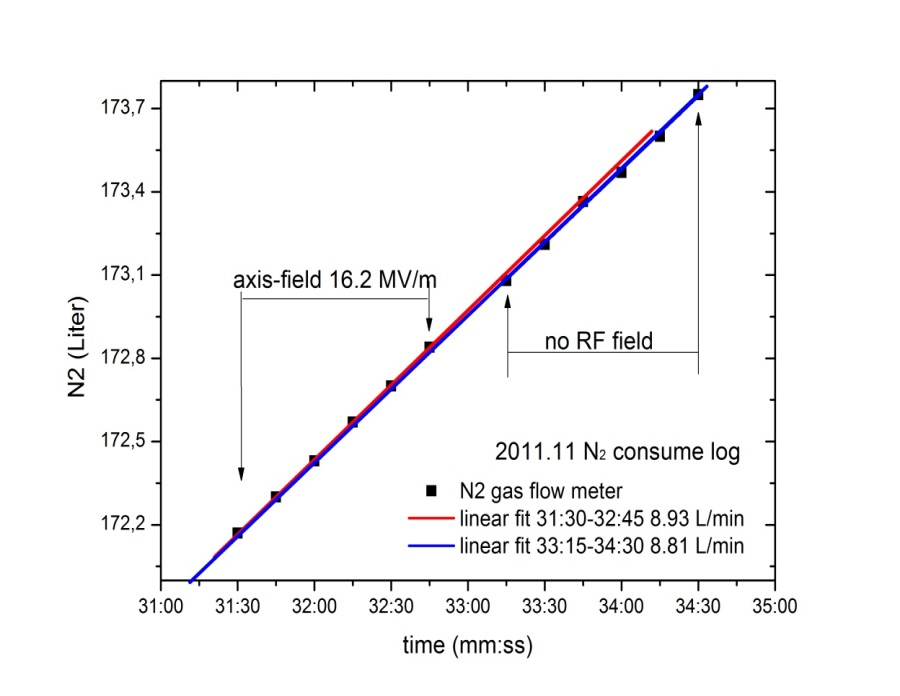 173,7
173,4
173,1
172,8
172,5
172,2
N2 (Liter)
axis-field 16.2 MV/m
no RF field
2011.11 N₂ consume log
N2 gas flow meter
linear fit 31:30-32:45 8.93 L/min
linear fit 33:15-34:30 8.81 L/min
31:00 31:30 32:00 32:30 33:00 33:30 34:00 34:30 35:00
time (mm:ss)